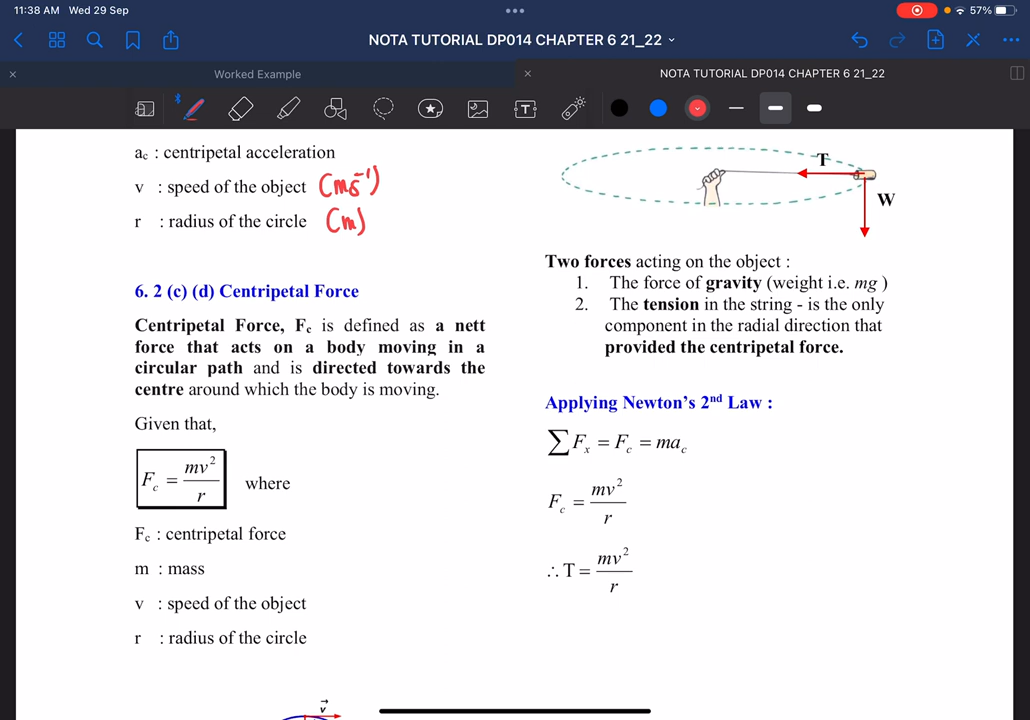 11:38 AM Wed 29 Sep
57%
NOTA TUTORIAL DP014 CHAPTER 6 21_22
Worked Example
NOTA TUTORIAL DP014 CHAPTER 6 21_22
a꜀ : centripetal acceleration
v : speed of the object (ms⁻¹)
r : radius of the circle (m)
6. 2 (c) (d) Centripetal Force
Centripetal Force, F꜀ is defined as a nett
force that acts on a body moving in a
circular path and is directed towards the
centre around which the body is moving.
Given that,
F꜀ = mv²/r where
F꜀ : centripetal force
m : mass
v : speed of the object
r : radius of the circle
v⃗
T
W
Two forces acting on the object :
1. The force of gravity (weight i.e. mg )
2. The tension in the string - is the only
component in the radial direction that
provided the centripetal force.
Applying Newton's 2ⁿᵈ Law :
∑Fₓ = F꜀ = ma꜀
F꜀ = mv²/r
∴ T = mv²/r